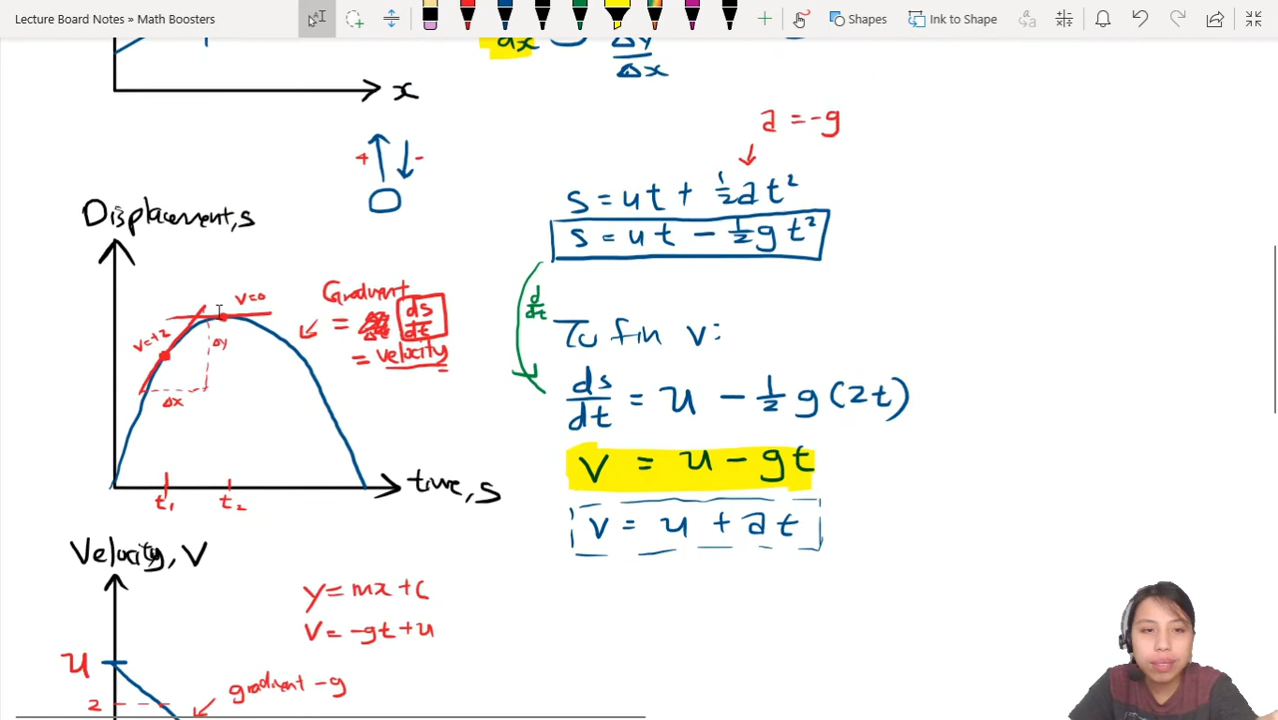 Lecture Board Notes » Math Boosters
Shapes
Ink to Shape
dx
Δy
Δx
x
a = -g
+ -
s = ut + ½at²
s = ut - ½gt²
Displacement, s
v=0
v=+2
Δy
Δx
Gradient
= ds/dt
= velocity
d/dt
To fin v:
ds/dt = u - ½g(2t)
v = u - gt
v = u + at
time, s
t₁ t₂
Velocity, V
y = mx + c
V = -gt + u
u
gradient -g
2